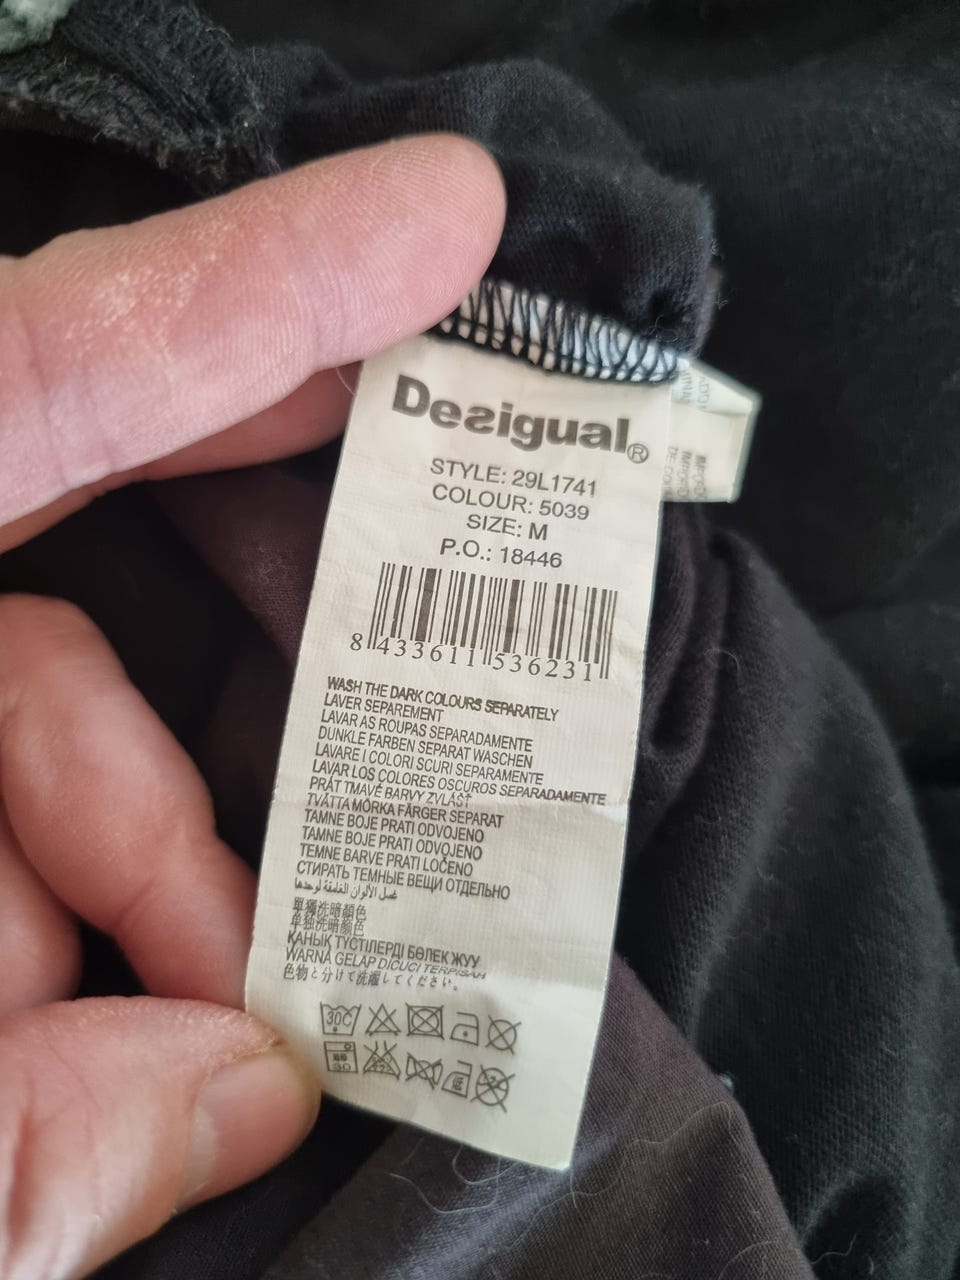 Desigual®
STYLE: 29L1741
COLOUR: 5039
SIZE: M
P.O.: 18446
8 433611 536231
WASH THE DARK COLOURS SEPARATELY
LAVER SEPAREMENT
LAVAR AS ROUPAS SEPARADAMENTE
DUNKLE FARBEN SEPARAT WASCHEN
LAVARE I COLORI SCURI SEPARAMENTE
LAVAR LOS COLORES OSCUROS SEPARADAMENTE
PRÁT TMAVÉ BARVY ZVLÁŠŤ
TVÄTTA MÖRKA FÄRGER SEPARAT
TAMNE BOJE PRATI ODVOJENO
TAMNE BOJE PRATI ODVOJENO
TEMNE BARVE PRATI LOČENO
СТИРАТЬ ТЕМНЫЕ ВЕЩИ ОТДЕЛЬНО
غسل الألوان الغامقة لوحدها
單獨洗暗顏色
单独洗暗颜色
ҚАНЫҚ ТҮСТІЛЕРДІ БӨЛЕК ЖУУ
WARNA GELAP DICUCI TERPISAH
色物と分けて洗濯してください。
30C
30